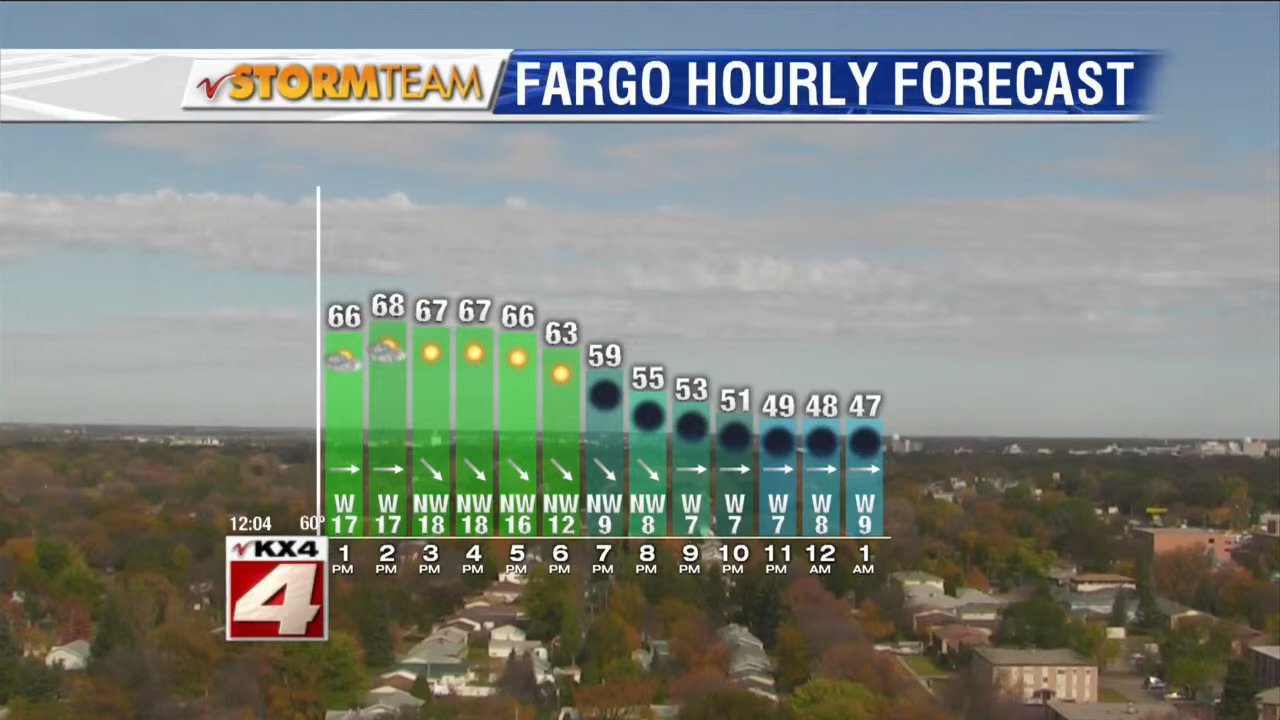 STORMTEAM FARGO HOURLY FORECAST
66 68 67 67 66 63 59 55 53 51 49 48 47
W W NW NW NW NW NW NW W W W W W
17 17 18 18 16 12 9 8 7 7 7 8 9
12:04 60°
1 2 3 4 5 6 7 8 9 10 11 12 1
PM PM PM PM PM PM PM PM PM PM PM AM AM
KX4
4